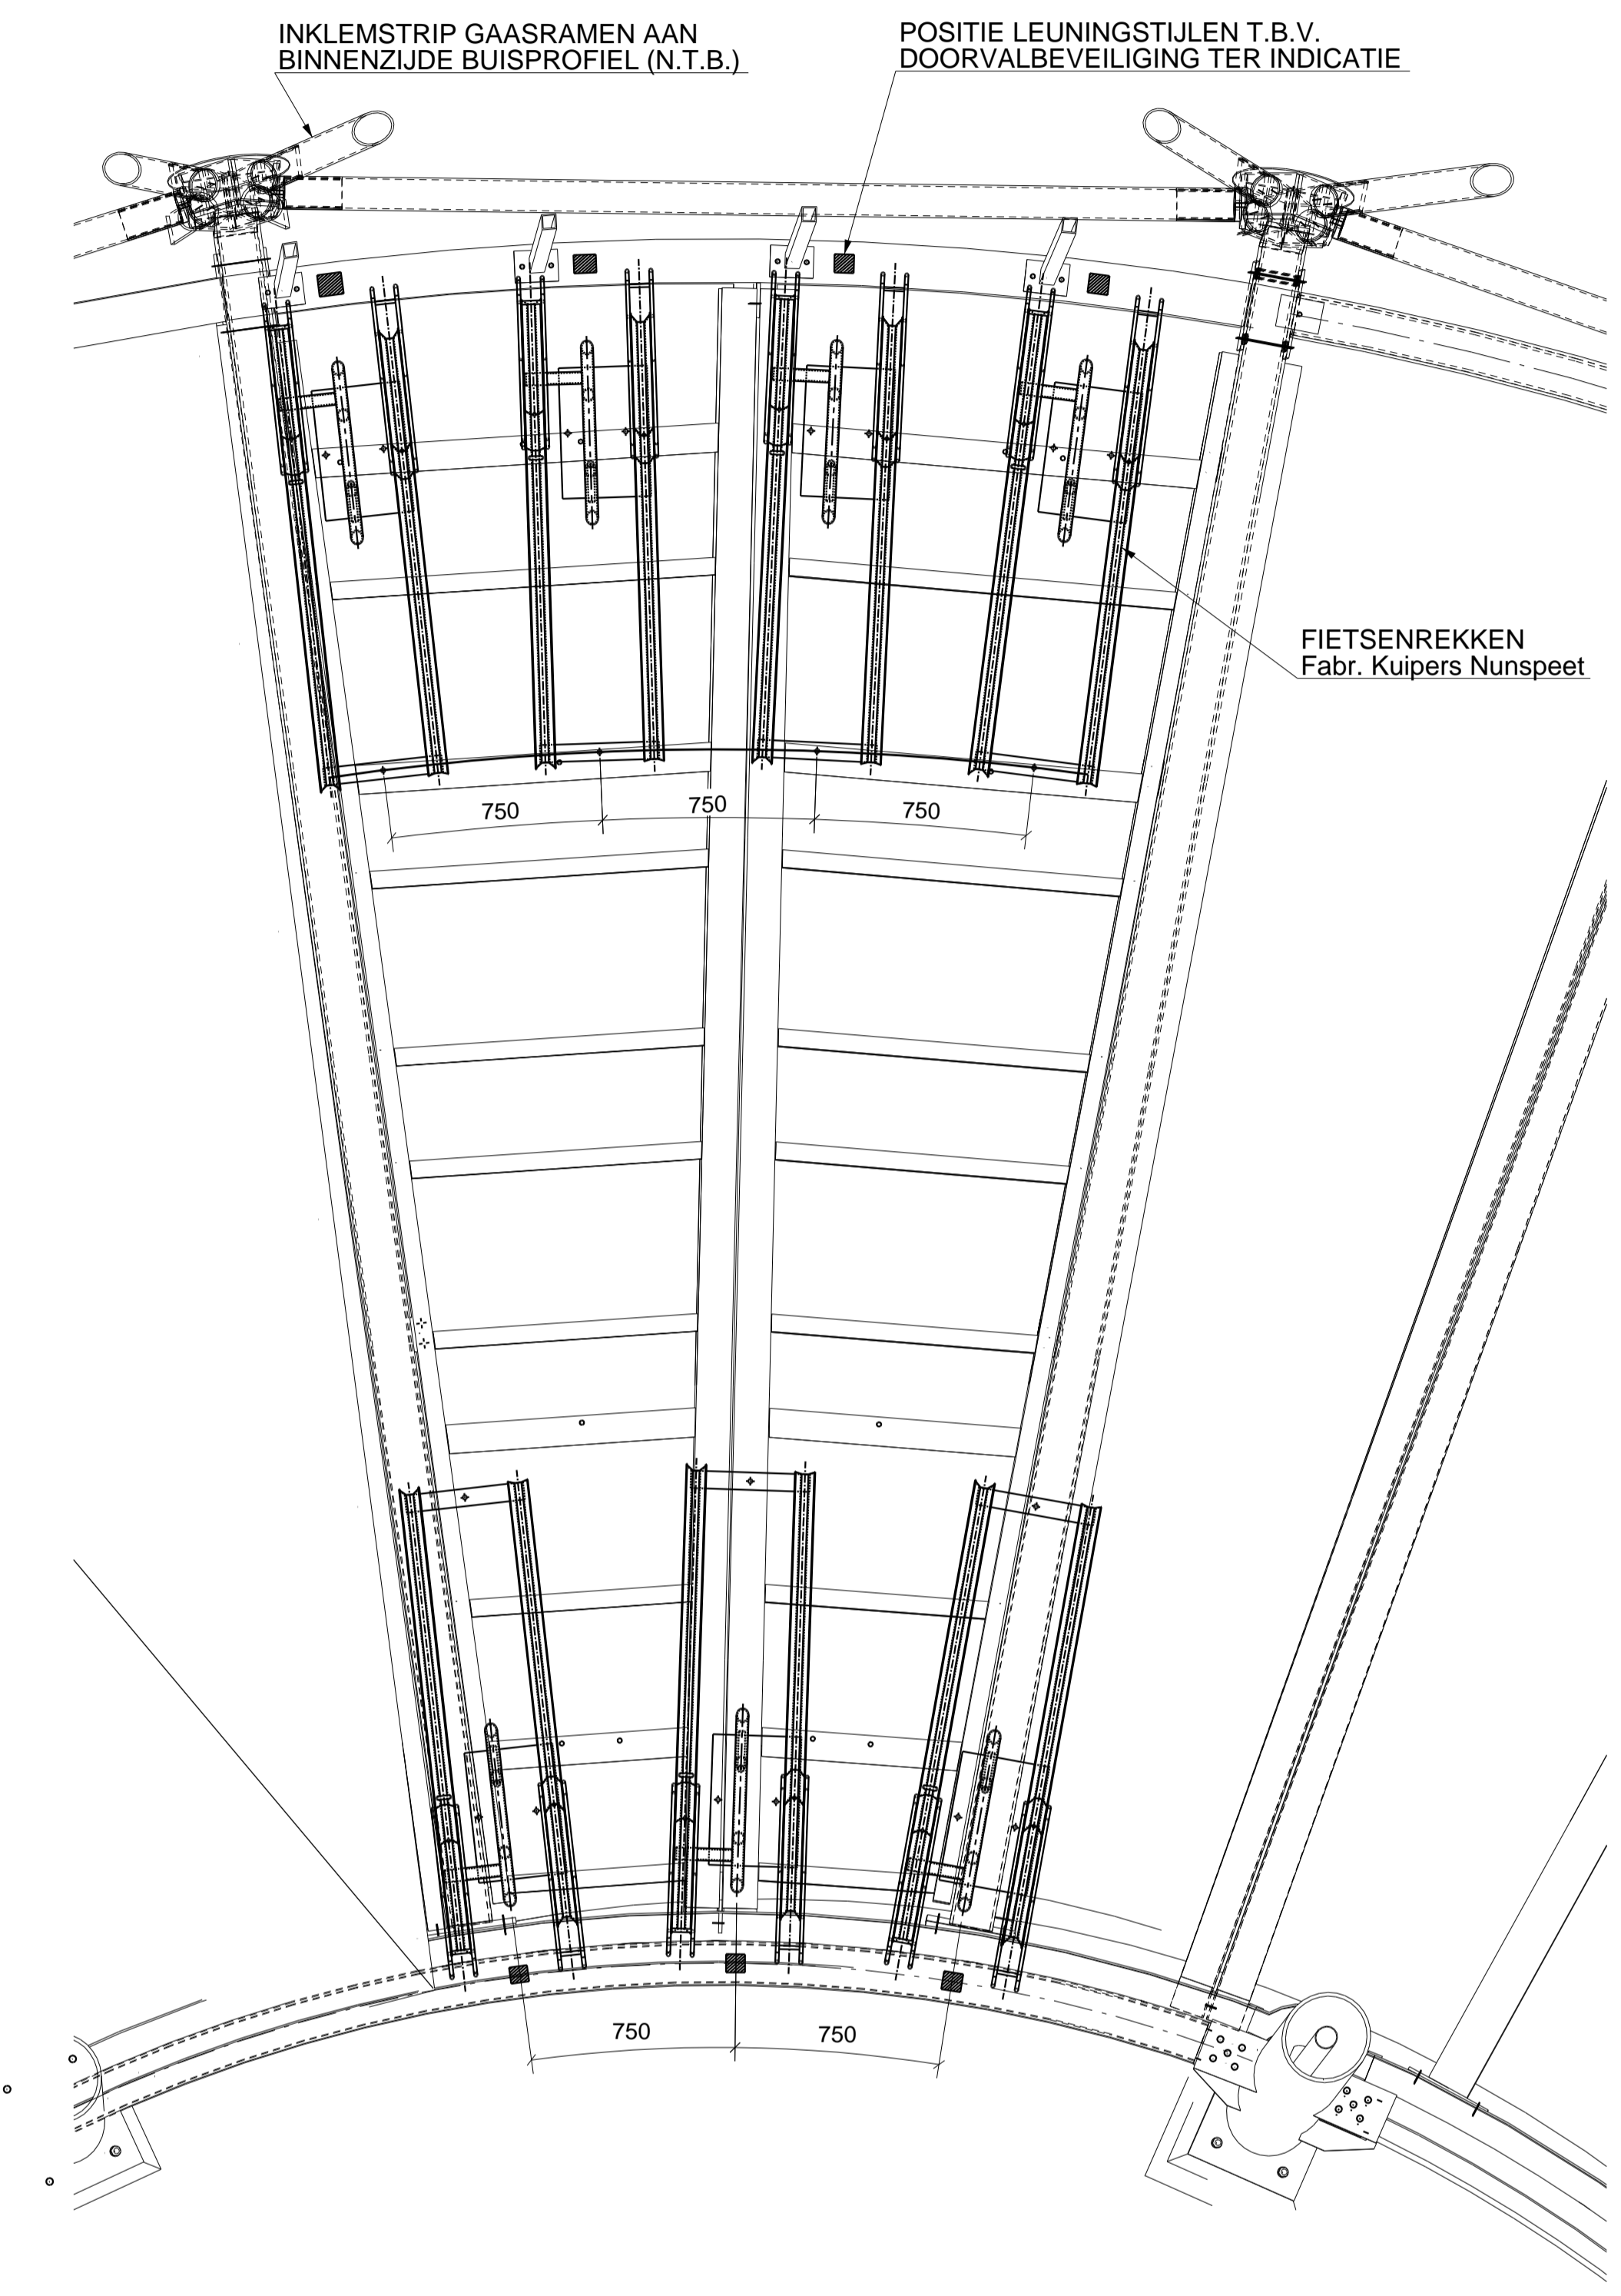 INKLEMSTRIP GAASRAMEN AAN
BINNENZIJDE BUISPROFIEL (N.T.B.)
POSITIE LEUNINGSTIJLEN T.B.V.
DOORVALBEVEILIGING TER INDICATIE
FIETSENREKKEN
Fabr. Kuipers Nunspeet
750
750
750
750
750